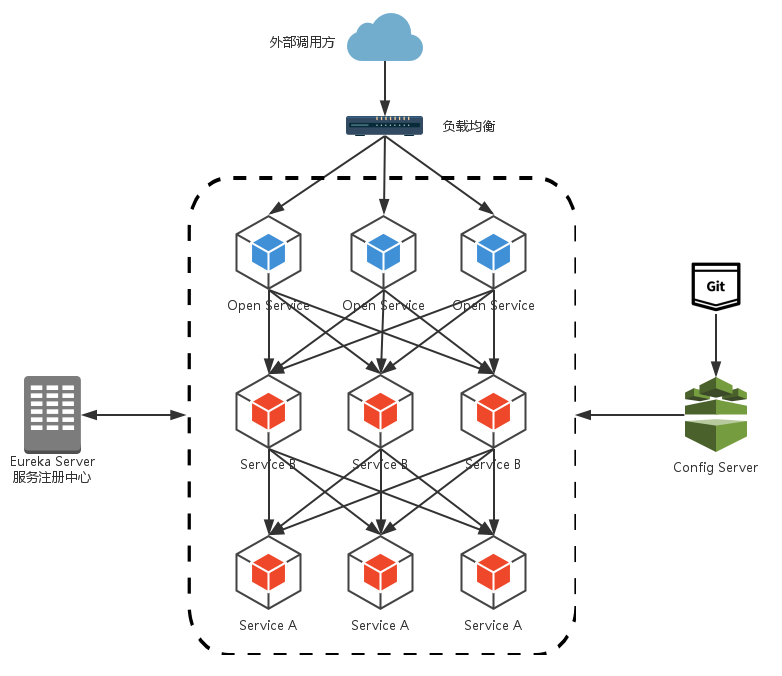 外部调用方
负载均衡
Open Service
Open Service
Open Service
Git
Eureka Server
服务注册中心
Service B
Service B
Service B
Config Server
Service A
Service A
Service A